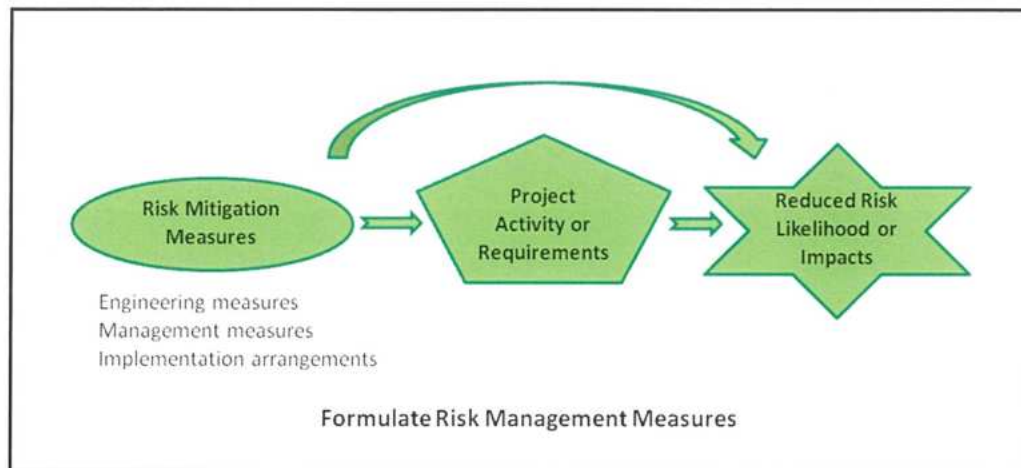 Risk Mitigation
Measures
Project
Activity or
Requirements
Reduced Risk
Likelihood or
Impacts
Engineering measures
Management measures
Implementation arrangements
Formulate Risk Management Measures